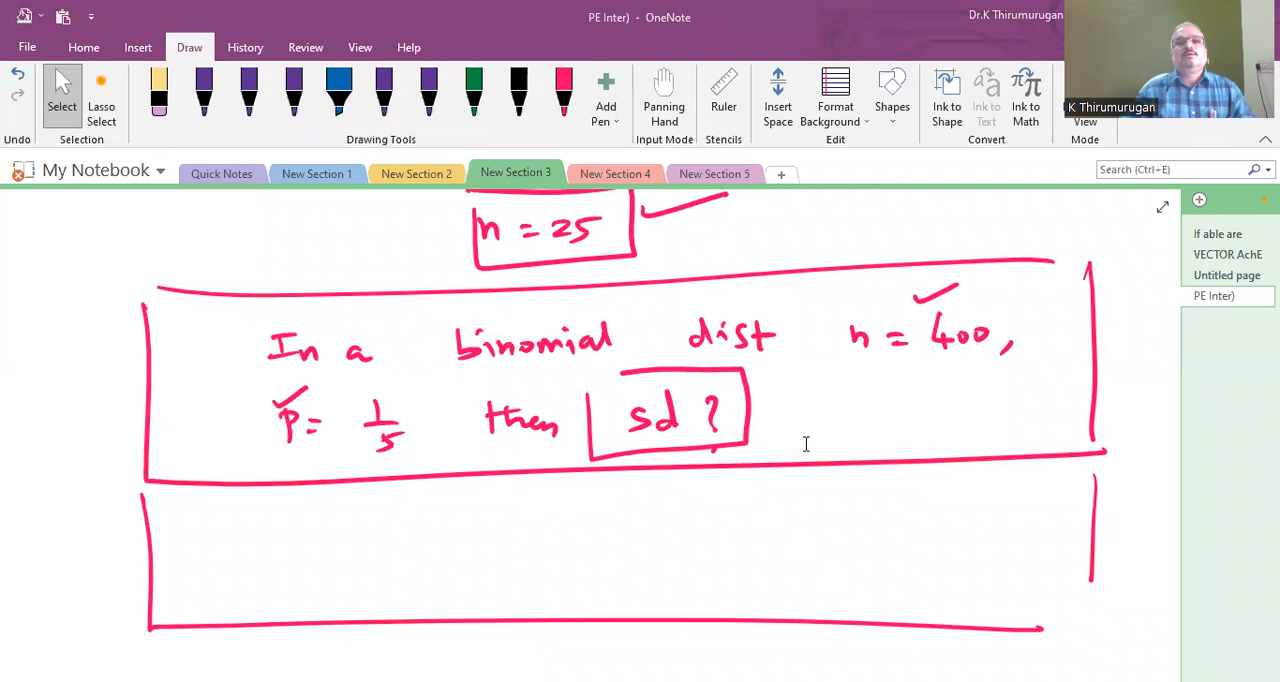 PE Inter) - OneNote
Dr.K Thirumurugan
File Home Insert Draw History Review View Help
Undo
Select
Lasso Select
Selection
Drawing Tools
Add Pen
Panning Hand
Input Mode
Ruler
Stencils
Insert Space
Format Background
Shapes
Edit
Ink to Shape
Ink to Text
Ink to Math
Convert
View
Mode
K Thirumurugan
My Notebook
Quick Notes
New Section 1
New Section 2
New Section 3
New Section 4
New Section 5
Search (Ctrl+E)
If able are
VECTOR AchE
Untitled page
PE Inter)
n = 25
In a binomial dist n = 400,
p = 1/5 then sd ?